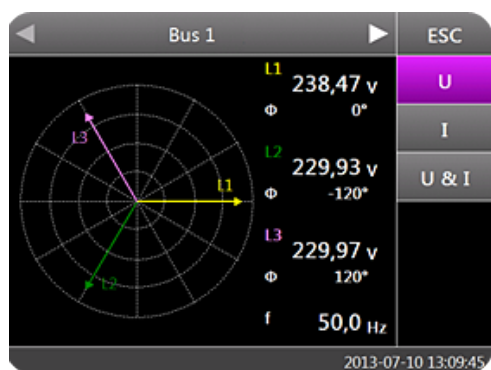 Bus 1
ESC
U
I
U & I
L1
238,47 v
Φ 0°
L2
229,93 v
Φ -120°
L3
229,97 v
Φ 120°
f 50,0 Hz
L3
L1
L2
2013-07-10 13:09:45